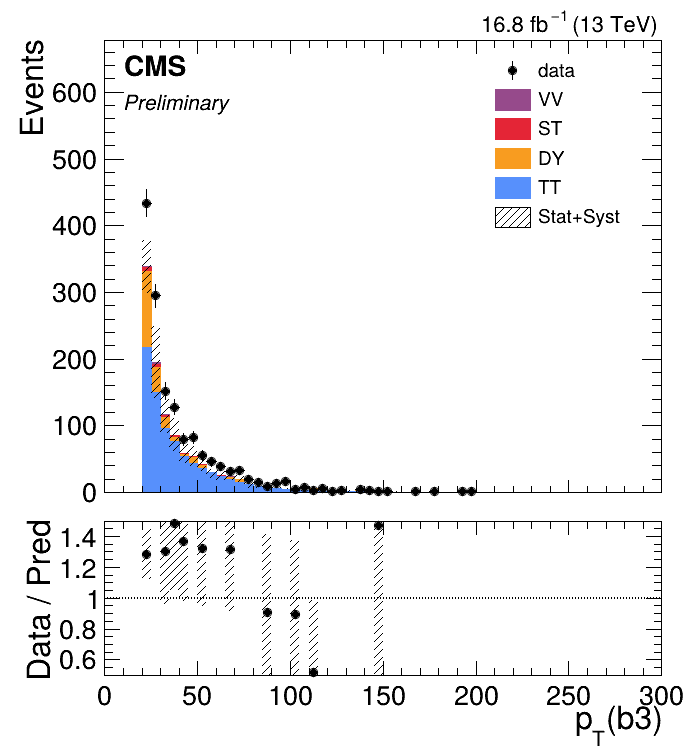 16.8 fb⁻¹ (13 TeV)
CMS
Preliminary
Events
data
VV
ST
DY
TT
Stat+Syst
600
500
400
300
200
100
0
Data / Pred
1.4
1.2
1
0.8
0.6
0 50 100 150 200 250 300
p_T(b3)